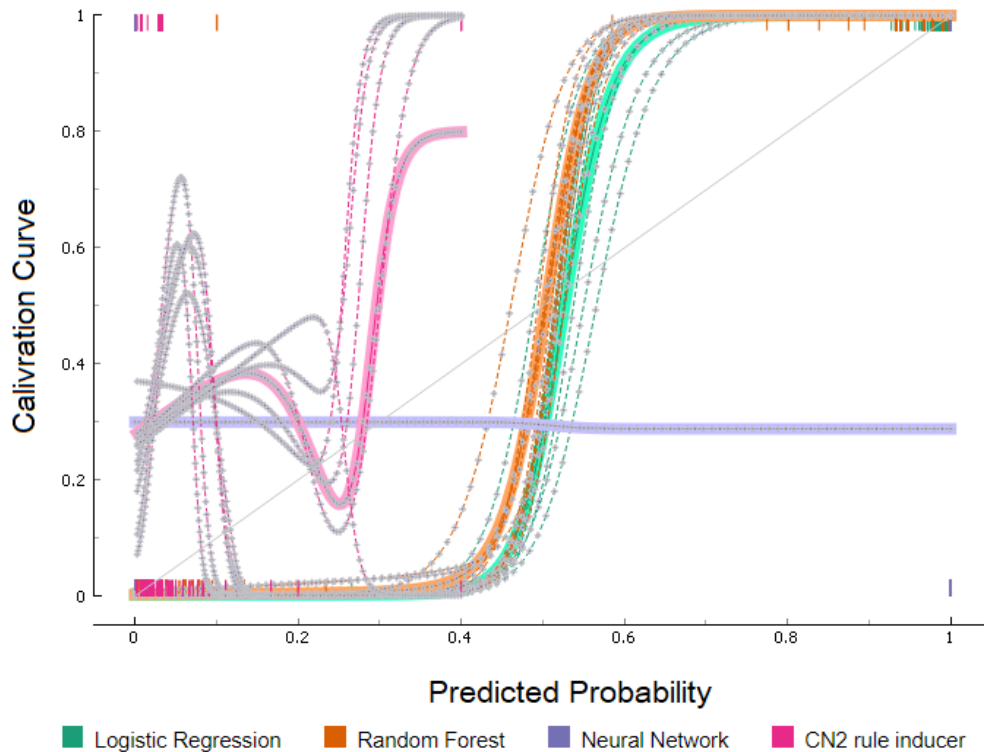 1
0.8
0.6
0.4
0.2
0
Calivration Curve
0
0.2
0.4
0.6
0.8
1
Predicted Probability
Logistic Regression
Random Forest
Neural Network
CN2 rule inducer